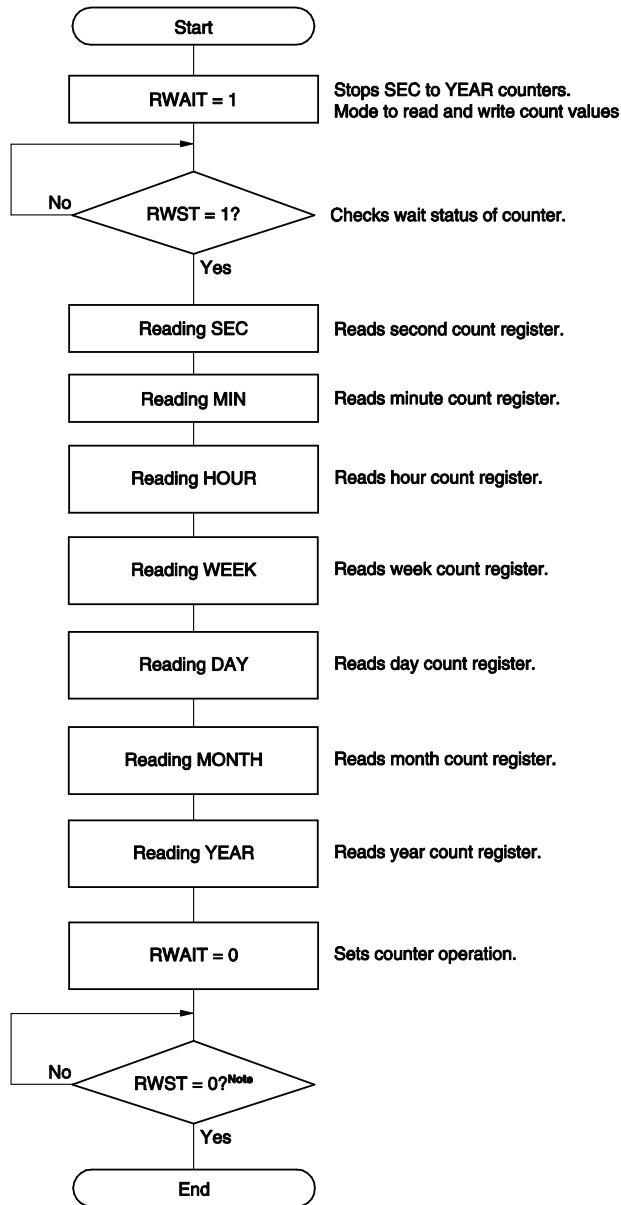 Start
RWAIT = 1
Stops SEC to YEAR counters.
Mode to read and write count values
No
RWST = 1?
Checks wait status of counter.
Yes
Reading SEC
Reads second count register.
Reading MIN
Reads minute count register.
Reading HOUR
Reads hour count register.
Reading WEEK
Reads week count register.
Reading DAY
Reads day count register.
Reading MONTH
Reads month count register.
Reading YEAR
Reads year count register.
RWAIT = 0
Sets counter operation.
No
RWST = 0?Note
Yes
End